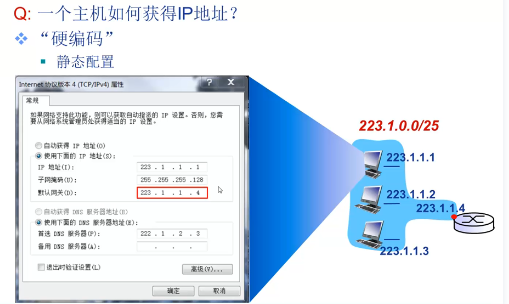 Q: 一个主机如何获得IP地址？
❖ “硬编码”
▪ 静态配置
Internet 协议版本 4 (TCP/IPv4) 属性
? X
常规
如果网络支持此功能，则可以获取自动指派的 IP 设置。否则，您需
要从网络系统管理员处获得适当的 IP 设置。
自动获得 IP 地址(O)
使用下面的 IP 地址(S):
IP 地址(I): 223 . 1 . 1 . 1
子网掩码(U): 255 .255 .255 .128
默认网关(D): 223 . 1 . 1 . 4
自动获得 DNS 服务器地址(B)
使用下面的 DNS 服务器地址(E):
首选 DNS 服务器(P): 222 . 1 . 2 . 3
备用 DNS 服务器(A): . . .
退出时验证设置(L)
高级(V)...
确定 取消
223.1.0.0/25
223.1.1.1
223.1.1.2
223.1.1.4
223.1.1.3